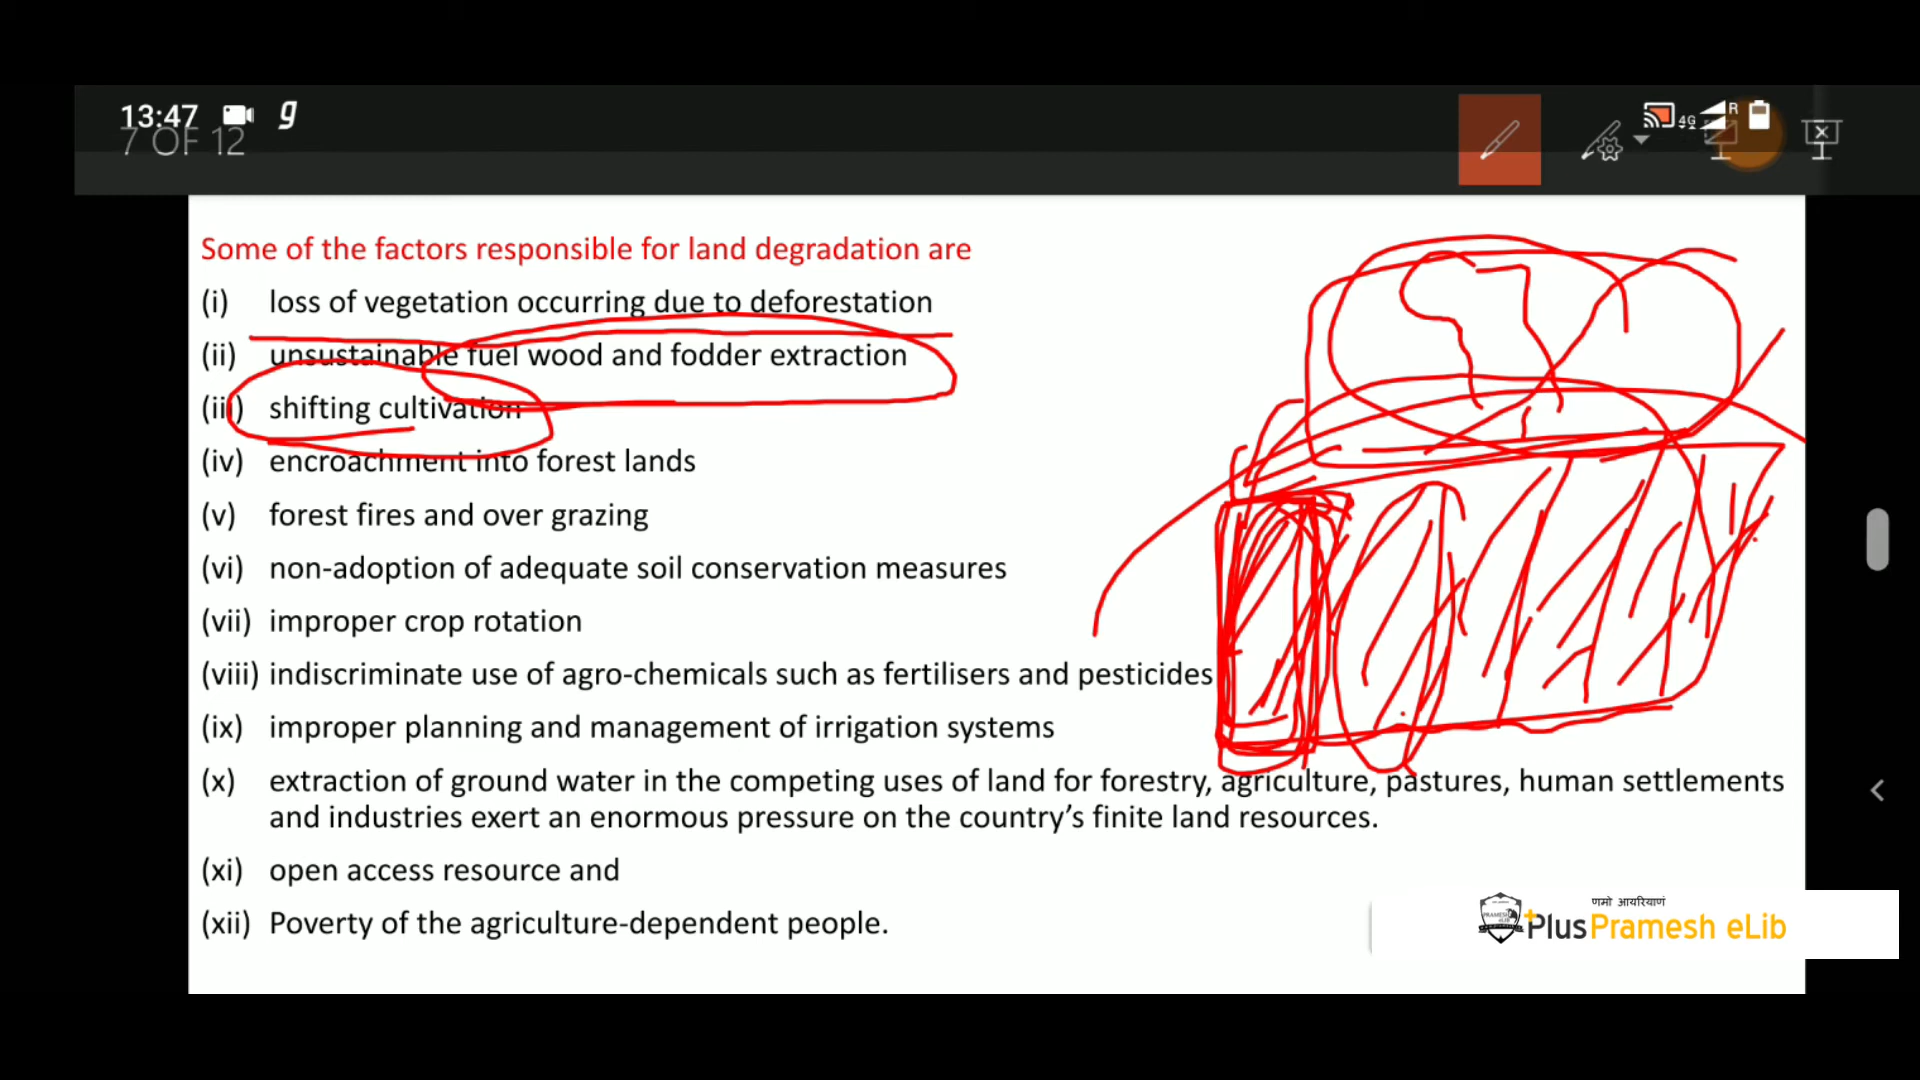 13:47 g
7 OF 12
4G R
Some of the factors responsible for land degradation are
(i) loss of vegetation occurring due to deforestation
(ii) unsustainable fuel wood and fodder extraction
(iii) shifting cultivation
(iv) encroachment into forest lands
(v) forest fires and over grazing
(vi) non-adoption of adequate soil conservation measures
(vii) improper crop rotation
(viii) indiscriminate use of agro-chemicals such as fertilisers and pesticides
(ix) improper planning and management of irrigation systems
(x) extraction of ground water in the competing uses of land for forestry, agriculture, pastures, human settlements
and industries exert an enormous pressure on the country’s finite land resources.
(xi) open access resource and
(xii) Poverty of the agriculture-dependent people.
णमो आयरियाणं
PlusPramesh eLib